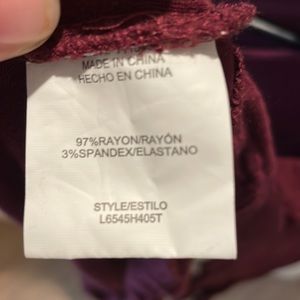 MADE IN CHINA
HECHO EN CHINA
97%RAYON/RAYÓN
3%SPANDEX/ELASTANO
STYLE/ESTILO
L6545H405T